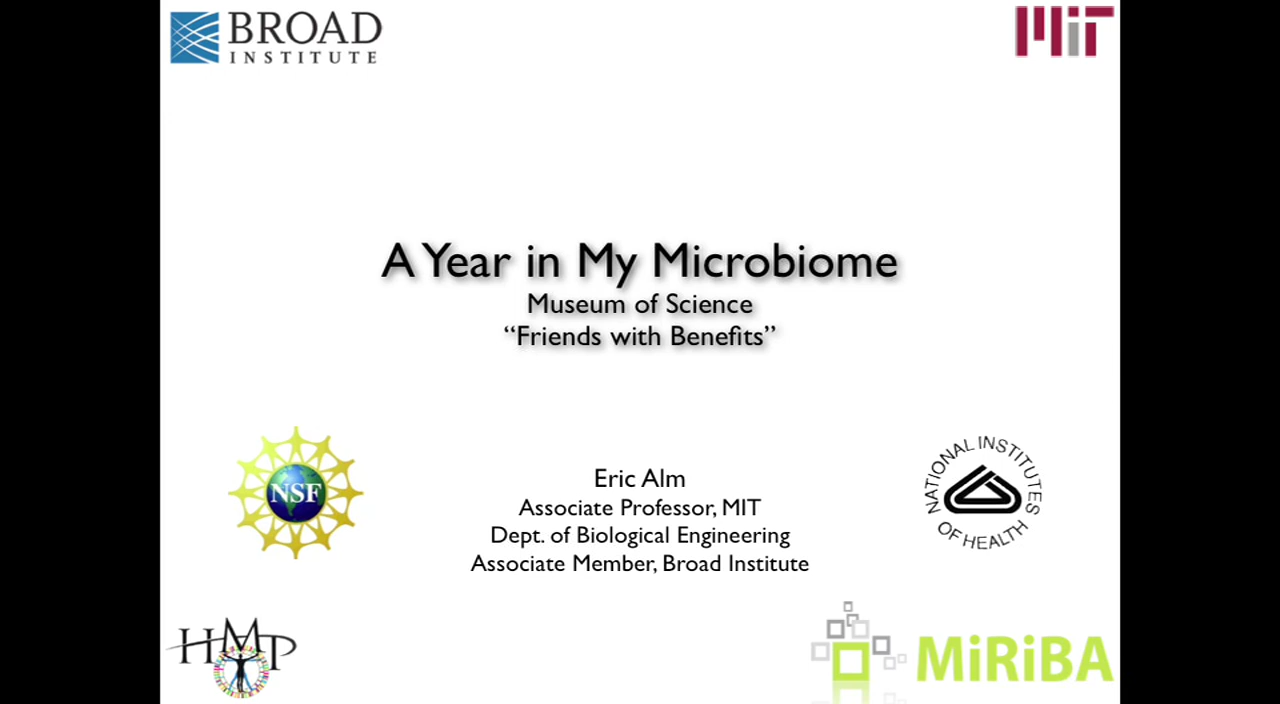 BROAD
INSTITUTE
MiT
A Year in My Microbiome
Museum of Science
“Friends with Benefits”
NSF
Eric Alm
Associate Professor, MIT
Dept. of Biological Engineering
Associate Member, Broad Institute
NATIONAL INSTITUTES
OF HEALTH
HMP
MiRiBA